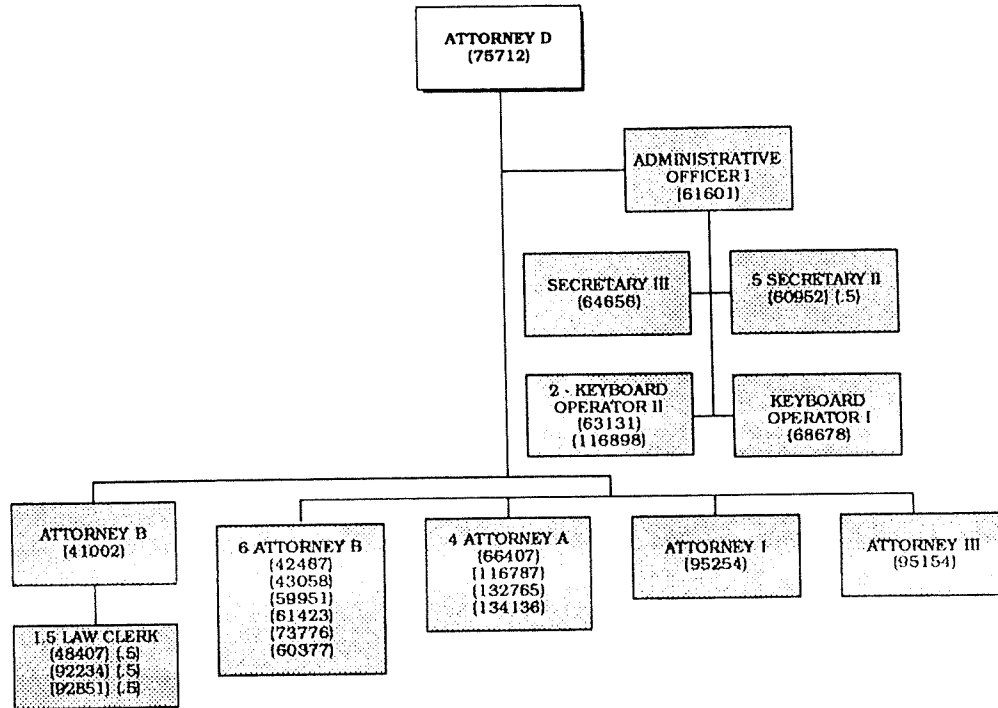 ATTORNEY D
(75712)
ADMINISTRATIVE
OFFICER I
(61601)
SECRETARY III
(64656)
.5 SECRETARY II
(60952) (.5)
2 - KEYBOARD
OPERATOR II
(63131)
(116898)
KEYBOARD
OPERATOR I
(68678)
ATTORNEY B
(41002)
1.5 LAW CLERK
(48407) (.5)
(92234) (.5)
(92851) (.5)
6 ATTORNEY B
(42467)
(43058)
(59951)
(61423)
(73776)
(60377)
4 ATTORNEY A
(66407)
(116787)
(132765)
(134136)
ATTORNEY I
(95254)
ATTORNEY III
(95154)